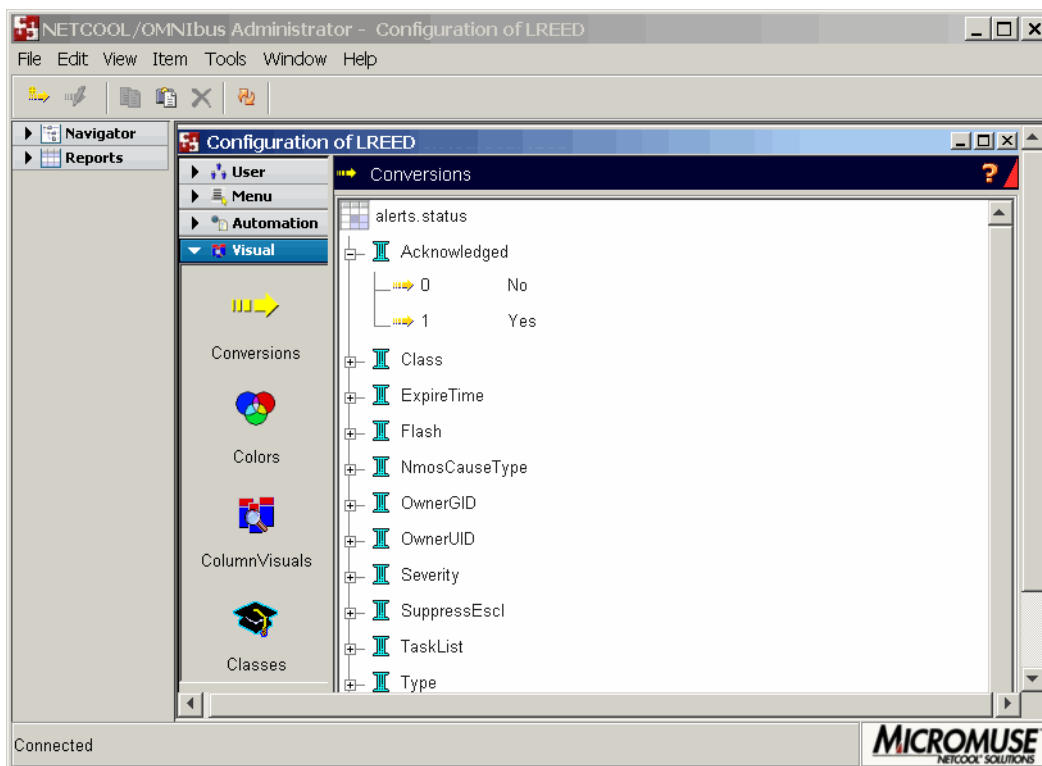 NETCOOL/OMNIbus Administrator - Configuration of LREED
File Edit View Item Tools Window Help
Navigator
Reports
Configuration of LREED
User
Menu
Automation
Visual
Conversions
Colors
ColumnVisuals
Classes
Conversions ?
alerts.status
Acknowledged
0 No
1 Yes
Class
ExpireTime
Flash
NmosCauseType
OwnerGID
OwnerUID
Severity
SuppressEscl
TaskList
Type
Connected
MICROMUSE
NETCOOL SOLUTIONS